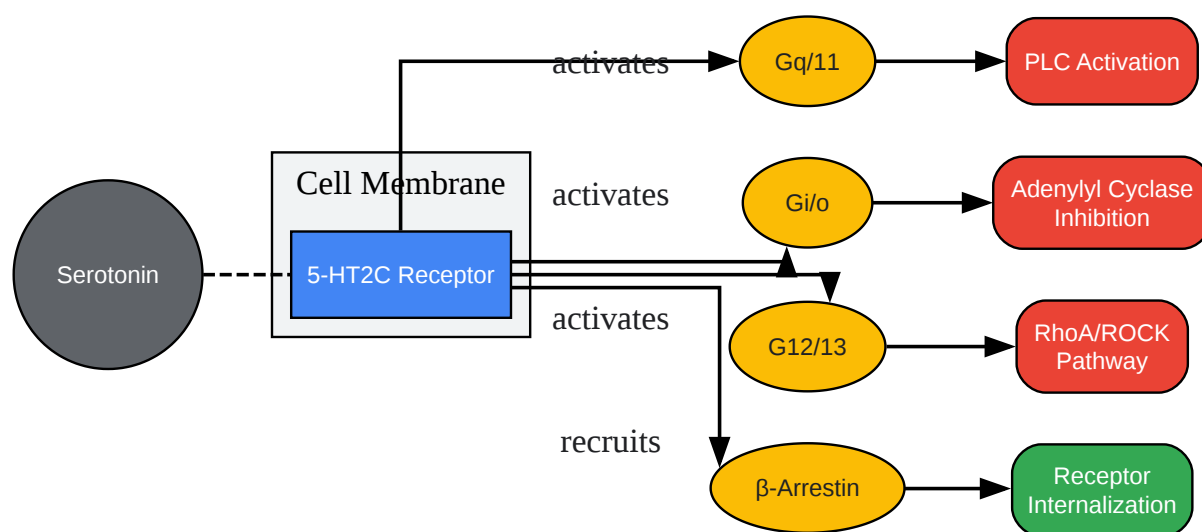 activates
Gq/11
PLC Activation
Cell Membrane
activates
Gi/o
Adenylyl Cyclase
Inhibition
Serotonin
5-HT2C Receptor
activates
G12/13
RhoA/ROCK
Pathway
recruits
β-Arrestin
Receptor
Internalization